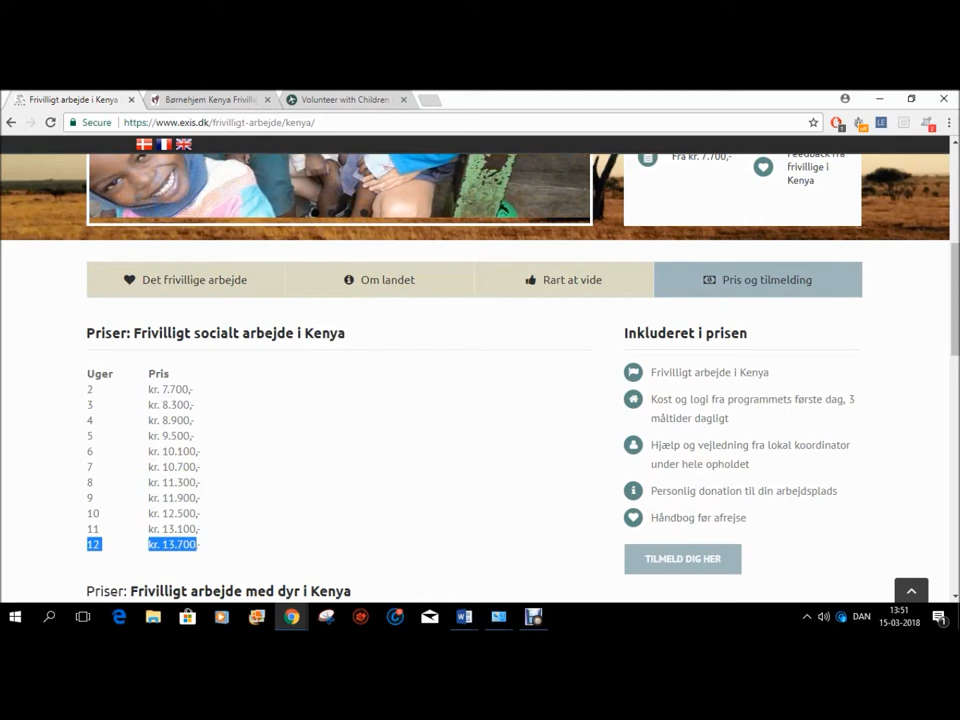 Frivilligt arbejde i Kenya
Børnehjem Kenya Frivillig
Volunteer with Children
Secure
https://www.exis.dk/frivilligt-arbejde/kenya/
Fra kr. 7.700,-
Feedback fra
frivillige i
Kenya
Det frivillige arbejde
Om landet
Rart at vide
Pris og tilmelding
Priser: Frivilligt socialt arbejde i Kenya
Uger Pris
2 kr. 7.700,-
3 kr. 8.300,-
4 kr. 8.900,-
5 kr. 9.500,-
6 kr. 10.100,-
7 kr. 10.700,-
8 kr. 11.300,-
9 kr. 11.900,-
10 kr. 12.500,-
11 kr. 13.100,-
12 kr. 13.700,-
Priser: Frivilligt arbejde med dyr i Kenya
Inkluderet i prisen
Frivilligt arbejde i Kenya
Kost og logi fra programmets første dag, 3
måltider dagligt
Hjælp og vejledning fra lokal koordinator
under hele opholdet
Personlig donation til din arbejdsplads
Håndbog før afrejse
TILMELD DIG HER
DAN
13:51
15-03-2018